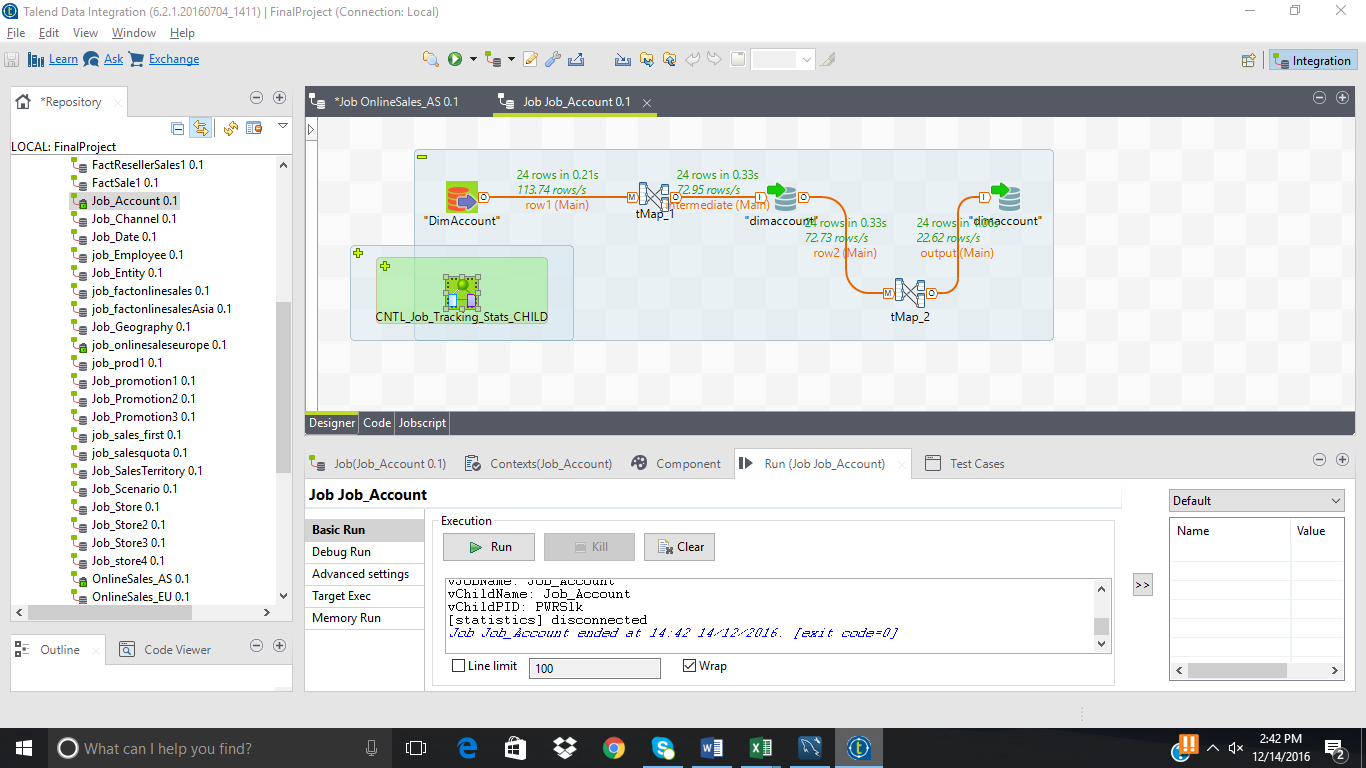 Talend Data Integration (6.2.1.20160704_1411) | FinalProject (Connection: Local)
File Edit View Window Help
Learn Ask Exchange
Integration
*Repository
LOCAL: FinalProject
FactResellerSales1 0.1
FactSale1 0.1
Job_Account 0.1
Job_Channel 0.1
Job_Date 0.1
job_Employee 0.1
Job_Entity 0.1
job_factonlinesales 0.1
job_factonlinesalesAsia 0.1
Job_Geography 0.1
job_onlinesaleseurope 0.1
job_prod1 0.1
Job_promotion1 0.1
Job_Promotion2 0.1
Job_Promotion3 0.1
job_sales_first 0.1
job_salesquota 0.1
Job_SalesTerritory 0.1
Job_Scenario 0.1
Job_Store 0.1
Job_Store2 0.1
Job_Store3 0.1
Job_store4 0.1
OnlineSales_AS 0.1
OnlineSales_EU 0.1
Outline Code Viewer
*Job OnlineSales_AS 0.1 Job Job_Account 0.1
24 rows in 0.21s
113.74 rows/s
row1 (Main)
24 rows in 0.33s
72.95 rows/s
intermediate (Main)
"DimAccount" tMap_1 "dimaccount" "dimaccount"
24 rows in 0.33s
72.73 rows/s
row2 (Main)
24 rows in
22.62 rows/s
output (Main)
CNTL_Job_Tracking_Stats_CHILD
tMap_2
Designer Code Jobscript
Job(Job_Account 0.1) Contexts(Job_Account) Component Run (Job Job_Account) Test Cases
Job Job_Account
Basic Run
Debug Run
Advanced settings
Target Exec
Memory Run
Execution
Run Kill Clear
vJobName: Job_Account
vChildName: Job_Account
vChildPID: PWRSlk
[statistics] disconnected
Job Job_Account ended at 14:42 14/12/2016. [exit code=0]
Line limit 100 Wrap
>>
Default
Name Value
What can I help you find?
2:42 PM
12/14/2016
2